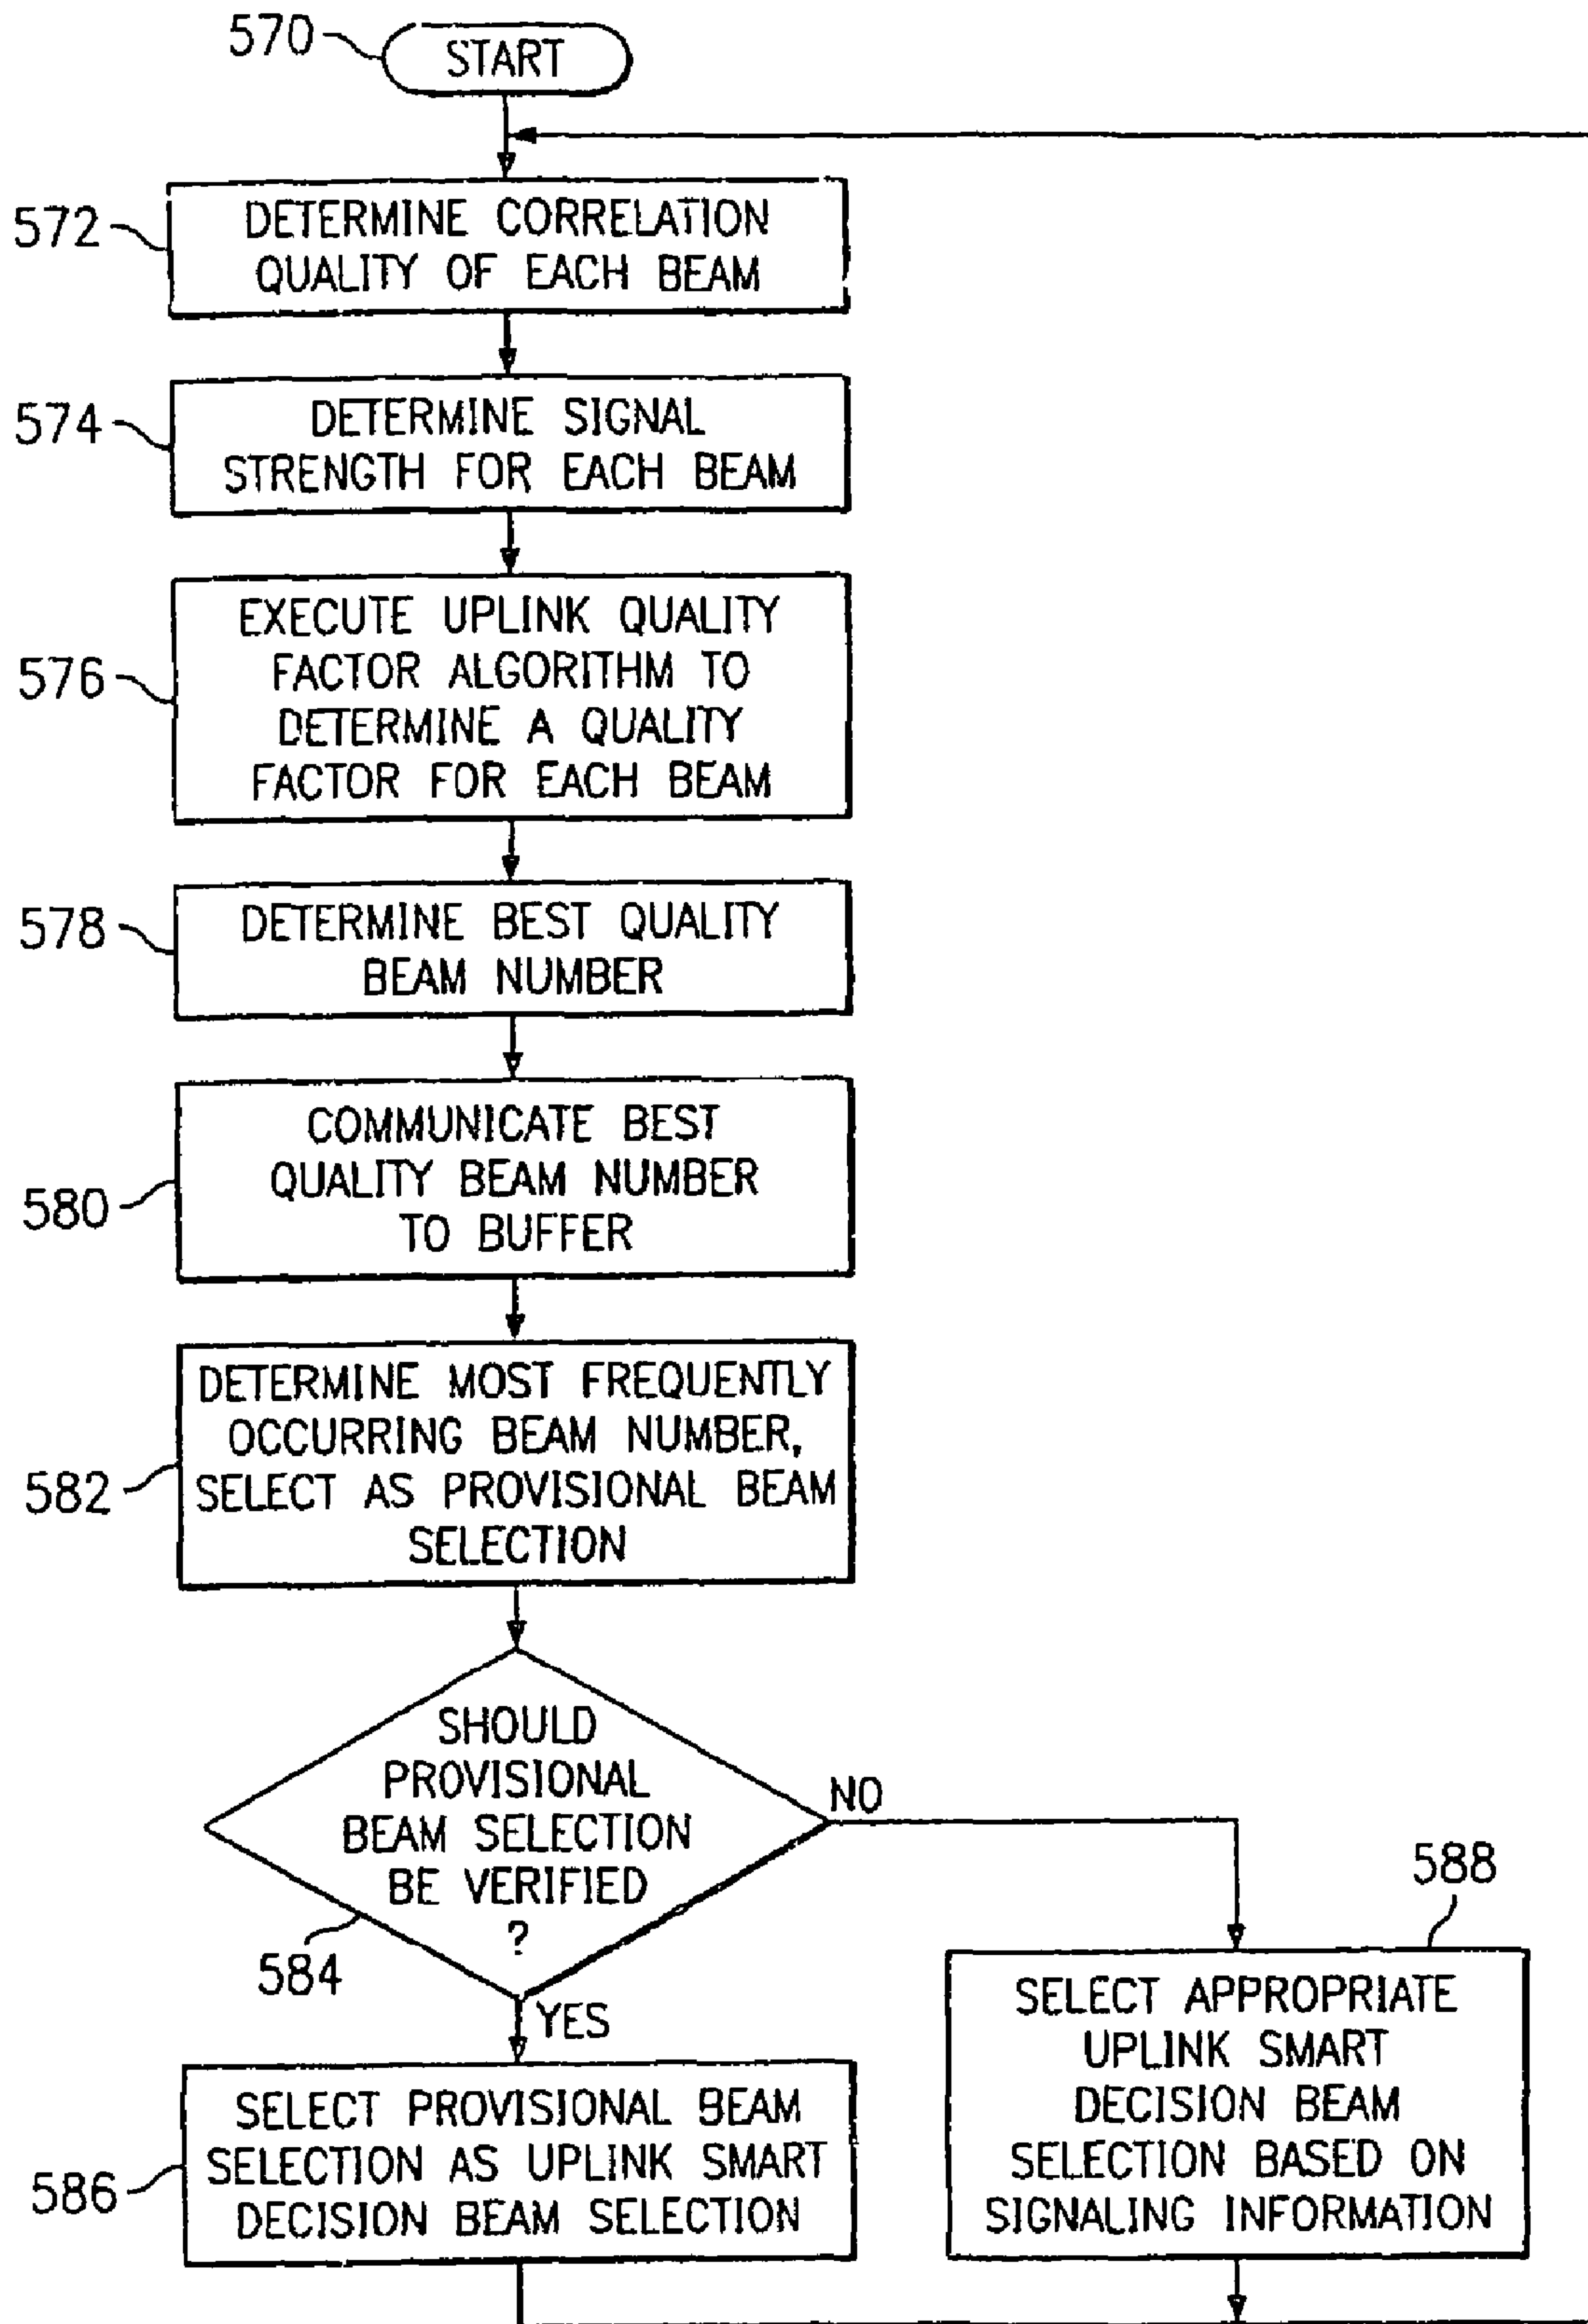 570
START
572
DETERMINE CORRELATION
QUALITY OF EACH BEAM
574
DETERMINE SIGNAL
STRENGTH FOR EACH BEAM
576
EXECUTE UPLINK QUALITY
FACTOR ALGORITHM TO
DETERMINE A QUALITY
FACTOR FOR EACH BEAM
578
DETERMINE BEST QUALITY
BEAM NUMBER
580
COMMUNICATE BEST
QUALITY BEAM NUMBER
TO BUFFER
582
DETERMINE MOST FREQUENTLY
OCCURRING BEAM NUMBER,
SELECT AS PROVISIONAL BEAM
SELECTION
SHOULD
PROVISIONAL
BEAM SELECTION
BE VERIFIED
?
584
NO
YES
586
SELECT PROVISIONAL BEAM
SELECTION AS UPLINK SMART
DECISION BEAM SELECTION
588
SELECT APPROPRIATE
UPLINK SMART
DECISION BEAM
SELECTION BASED ON
SIGNALING INFORMATION